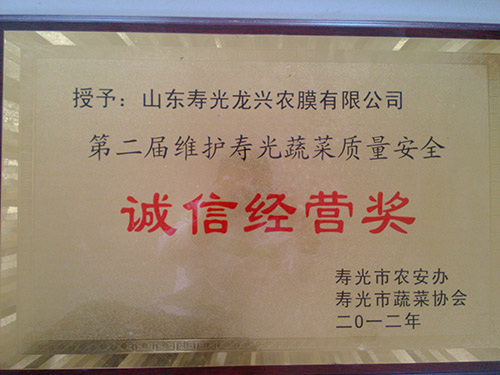 授予：山东寿光龙兴农膜有限公司
第二届维护寿光蔬菜质量安全
诚信经营奖
寿光市农安办
寿光市蔬菜协会
二〇一二年